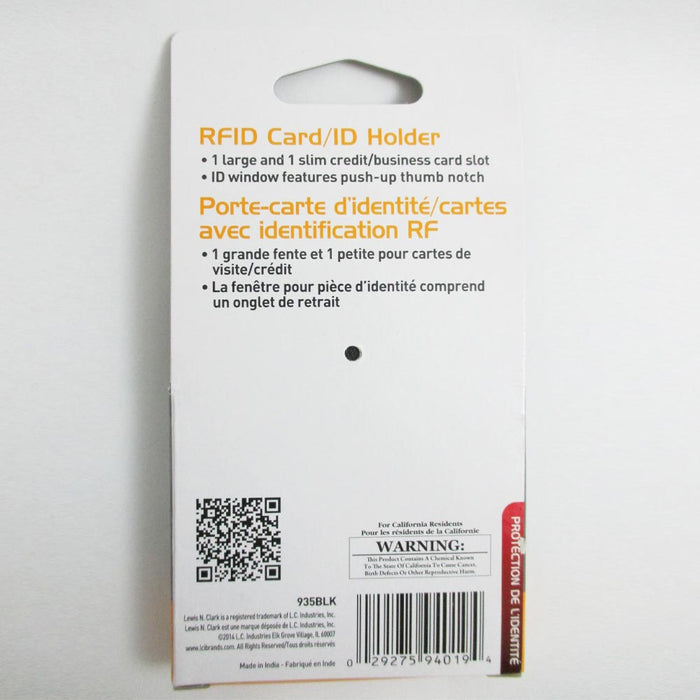 RFID Card/ID Holder
• 1 large and 1 slim credit/business card slot
• ID window features push-up thumb notch
Porte-carte d'identité/cartes
avec identification RF
• 1 grande fente et 1 petite pour cartes de
visite/crédit
• La fenêtre pour pièce d'identité comprend
un onglet de retrait
For California Residents
Pour les résidents de la Californie
WARNING:
This Product Contains A Chemical Known
To The State Of California To Cause Cancer,
Birth Defects Or Other Reproductive Harm.
PROTECTION DE L'IDENTITÉ
935BLK
Lewis N. Clark is a registered trademark of L.C. Industries, Inc.
Lewis N. Clark est une marque déposée de L.C. Industries, Inc.
©2014 L.C. Industries Elk Grove Village, IL 60007
www.lcibrands.com. All Rights Reserved/Tous droits réservés
Made in India - Fabriqué en Inde
0 29275 94019 4